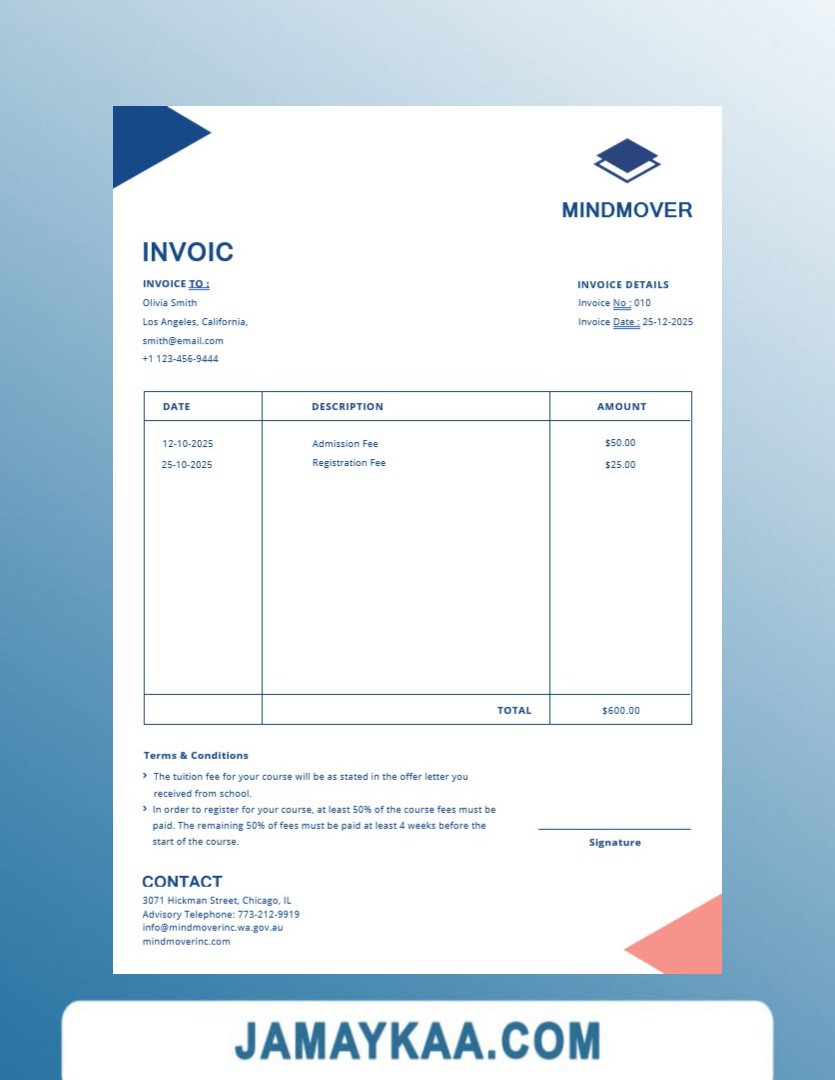 MINDMOVER
INVOIC
INVOICE TO :
Olivia Smith
Los Angeles, California,
smith@email.com
+1 123-456-9444
INVOICE DETAILS
Invoice No : 010
Invoice Date : 25-12-2025
DATE DESCRIPTION AMOUNT
12-10-2025 Admission Fee $50.00
25-10-2025 Registration Fee $25.00
TOTAL $600.00
Terms & Conditions
› The tuition fee for your course will be as stated in the offer letter you
received from school.
› In order to register for your course, at least 50% of the course fees must be
paid. The remaining 50% of fees must be paid at least 4 weeks before the
start of the course.
Signature
CONTACT
3071 Hickman Street, Chicago, IL
Advisory Telephone: 773-212-9919
info@mindmoverinc.wa.gov.au
mindmoverinc.com
JAMAYKAA.COM